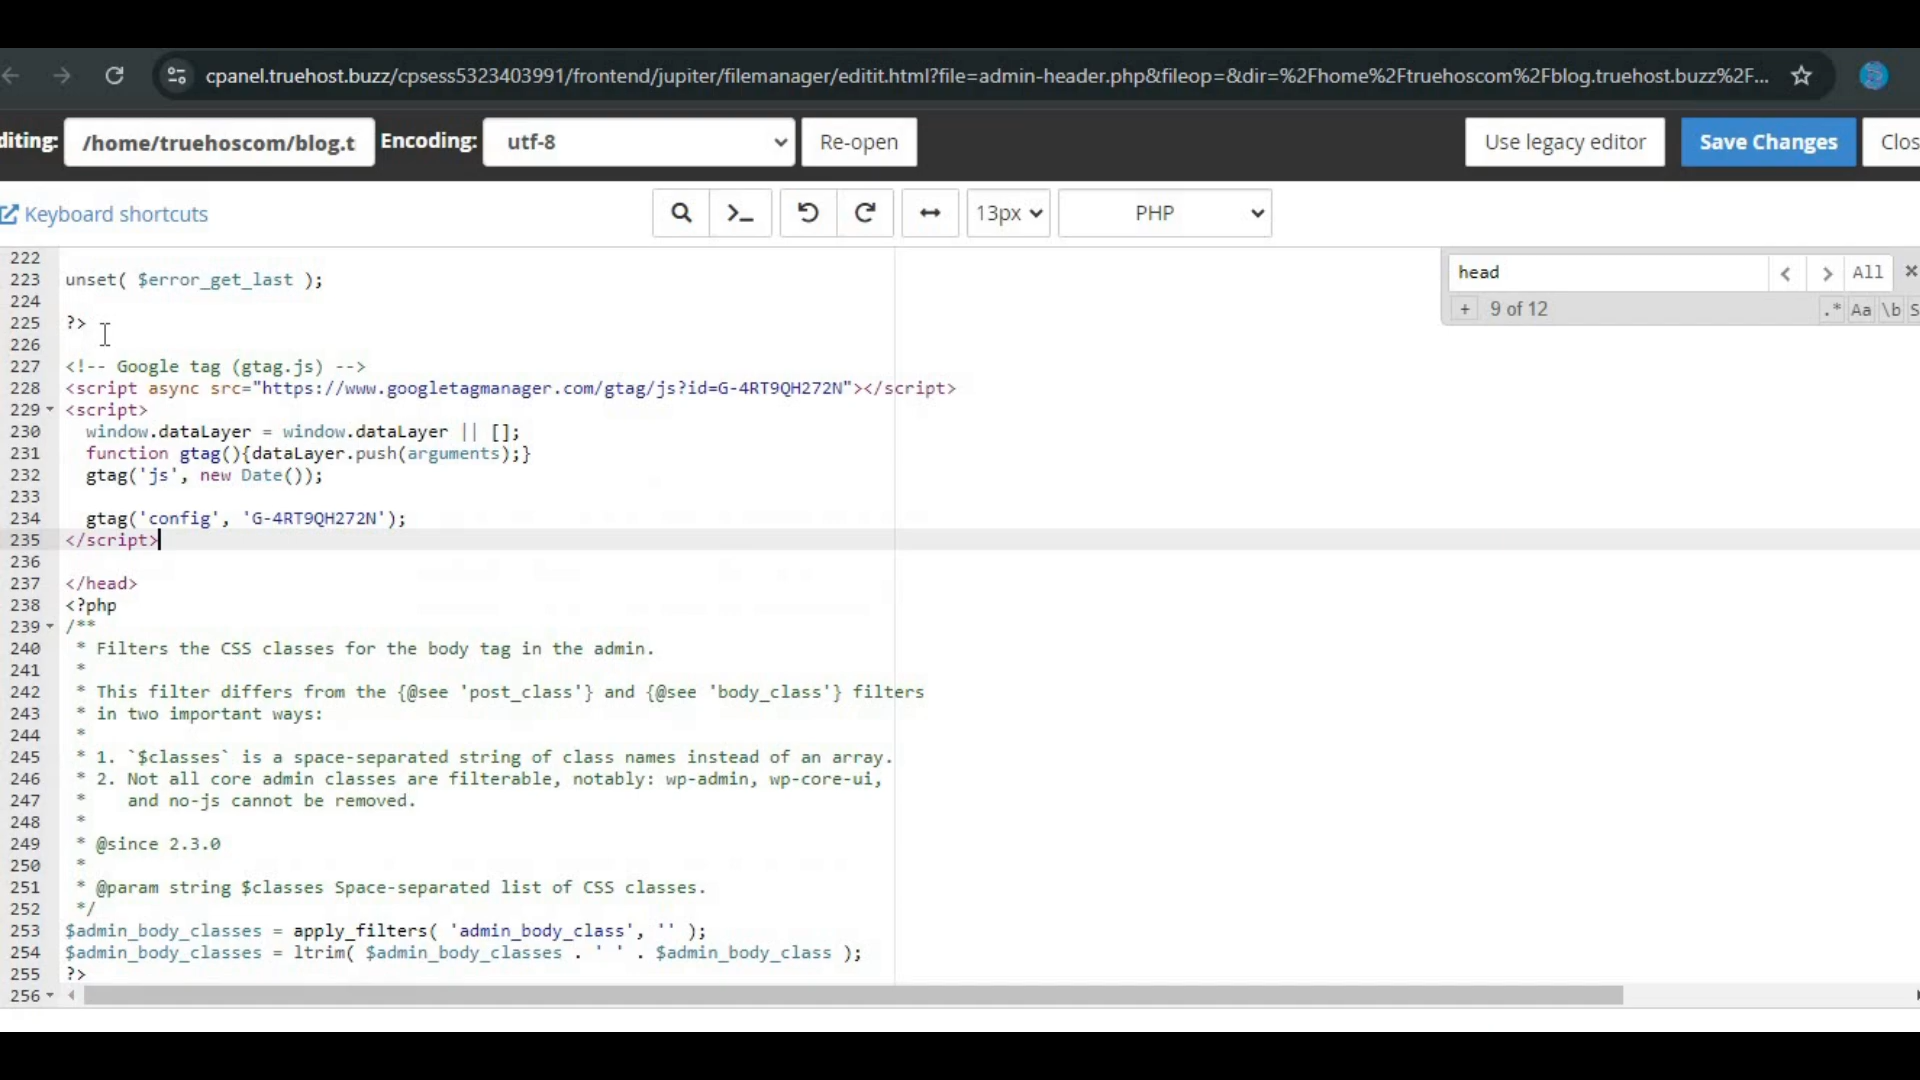 cpanel.truehost.buzz/cpsess5323403991/frontend/jupiter/filemanager/editit.html?file=admin-header.php&fileop=&dir=%2Fhome%2Ftruehoscom%2Fblog.truehost.buzz%2F...
diting: /home/truehoscom/blog.t Encoding: utf-8 Re-open Use legacy editor Save Changes Clos
Keyboard shortcuts >_ 13px PHP
head All
+ 9 of 12 .* Aa \b S
222
223 unset( $error_get_last );
224
225 ?>
226
227 <!-- Google tag (gtag.js) -->
228 <script async src="https://www.googletagmanager.com/gtag/js?id=G-4RT9QH272N"></script>
229 <script>
230 window.dataLayer = window.dataLayer || [];
231 function gtag(){dataLayer.push(arguments);}
232 gtag('js', new Date());
233
234 gtag('config', 'G-4RT9QH272N');
235 </script>
236
237 </head>
238 <?php
239 /**
240 * Filters the CSS classes for the body tag in the admin.
241 *
242 * This filter differs from the {@see 'post_class'} and {@see 'body_class'} filters
243 * in two important ways:
244 *
245 * 1. `$classes` is a space-separated string of class names instead of an array.
246 * 2. Not all core admin classes are filterable, notably: wp-admin, wp-core-ui,
247 * and no-js cannot be removed.
248 *
249 * @since 2.3.0
250 *
251 * @param string $classes Space-separated list of CSS classes.
252 */
253 $admin_body_classes = apply_filters( 'admin_body_class', '' );
254 $admin_body_classes = ltrim( $admin_body_classes . ' ' . $admin_body_class );
255 ?>
256